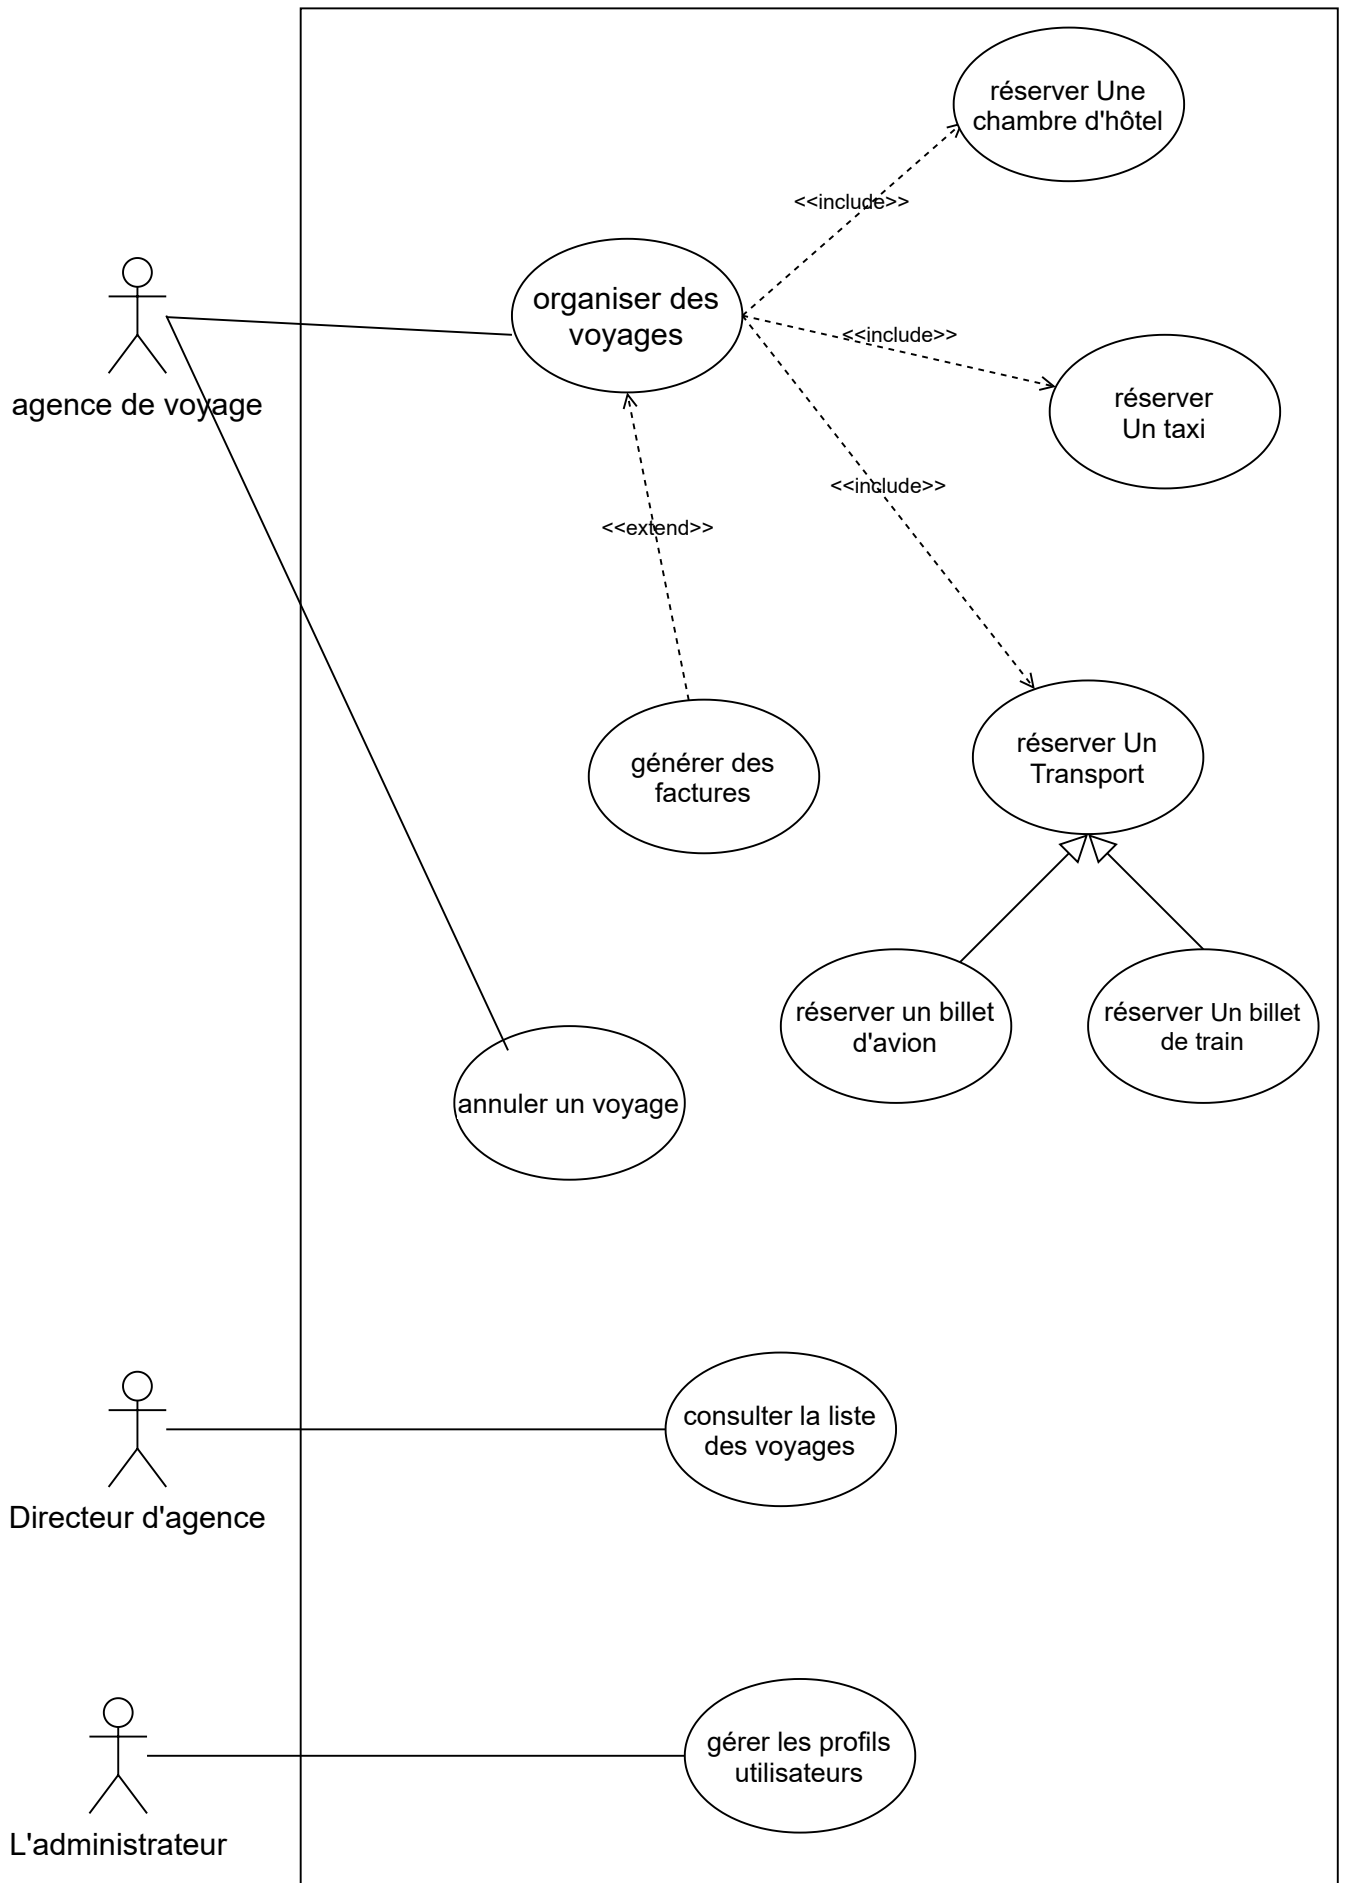 réserver Une
chambre d'hôtel
<<include>>
organiser des
voyages
<<include>>
agence de voyage
réserver
Un taxi
<<include>>
<<extend>>
réserver Un
Transport
générer des
factures
réserver un billet
d'avion
réserver Un billet
de train
annuler un voyage
consulter la liste
des voyages
Directeur d'agence
gérer les profils
utilisateurs
L'administrateur